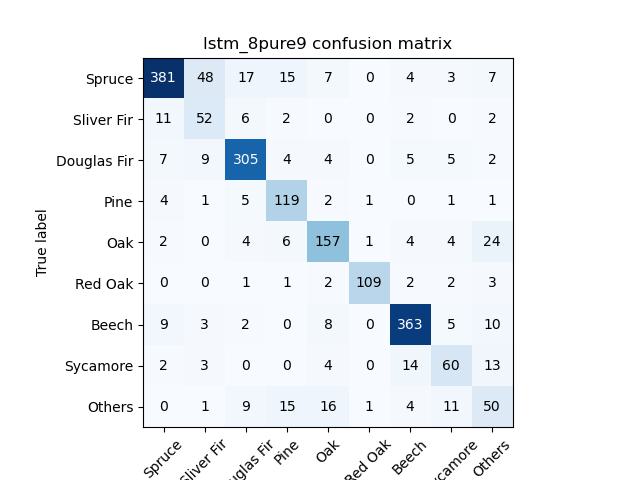 lstm_8pure9 confusion matrix
Spruce 381 48 17 15 7 0 4 3 7
Sliver Fir 11 52 6 2 0 0 2 0 2
Douglas Fir 7 9 305 4 4 0 5 5 2
Pine 4 1 5 119 2 1 0 1 1
Oak 2 0 4 6 157 1 4 4 24
Red Oak 0 0 1 1 2 109 2 2 3
Beech 9 3 2 0 8 0 363 5 10
Sycamore 2 3 0 0 4 0 14 60 13
Others 0 1 9 15 16 1 4 11 50
True label
Spruce Sliver Fir uglas Fir Pine Oak Red Oak Beech ycamore Others